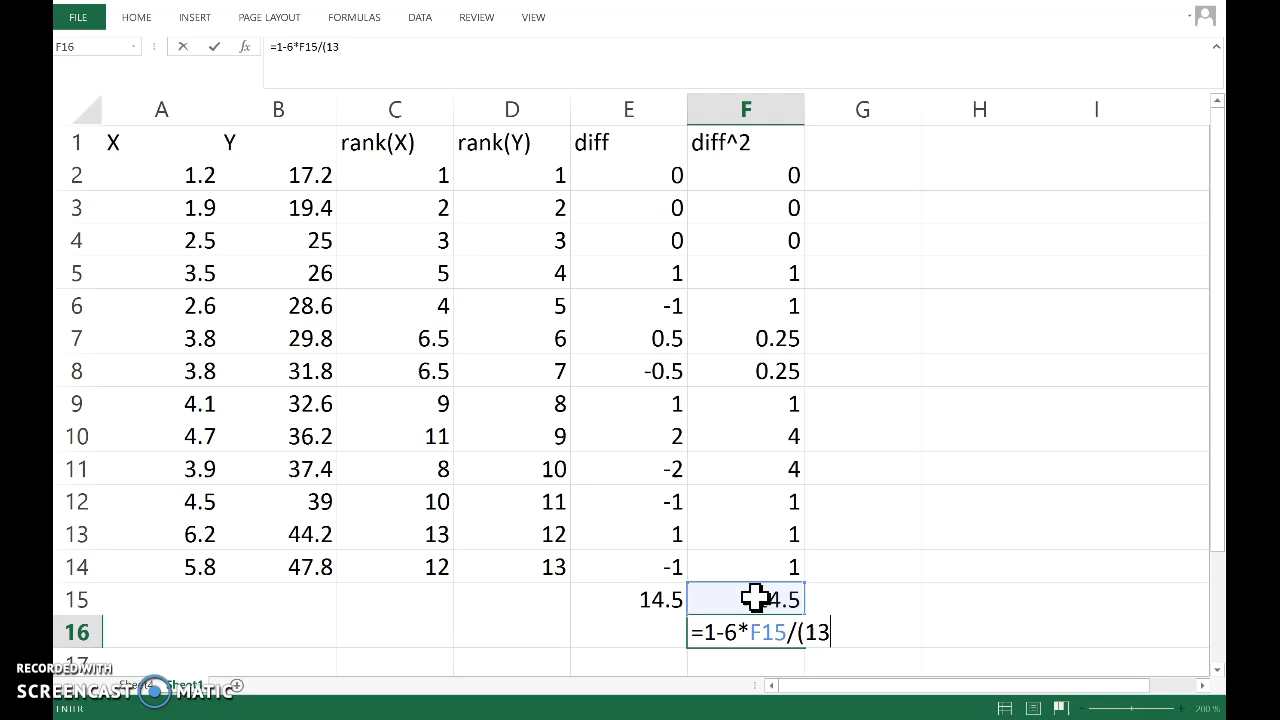 FILE HOME INSERT PAGE LAYOUT FORMULAS DATA REVIEW VIEW
F16 fx =1-6*F15/(13
A B C D E F G H I
1 X Y rank(X) rank(Y) diff diff^2
2 1.2 17.2 1 1 0 0
3 1.9 19.4 2 2 0 0
4 2.5 25 3 3 0 0
5 3.5 26 5 4 1 1
6 2.6 28.6 4 5 -1 1
7 3.8 29.8 6.5 6 0.5 0.25
8 3.8 31.8 6.5 7 -0.5 0.25
9 4.1 32.6 9 8 1 1
10 4.7 36.2 11 9 2 4
11 3.9 37.4 8 10 -2 4
12 4.5 39 10 11 -1 1
13 6.2 44.2 13 12 1 1
14 5.8 47.8 12 13 -1 1
15 14.5 4.5
16 =1-6*F15/(13
RECORDED WITH
SCREENCAST MATIC
Sheet1
200 %